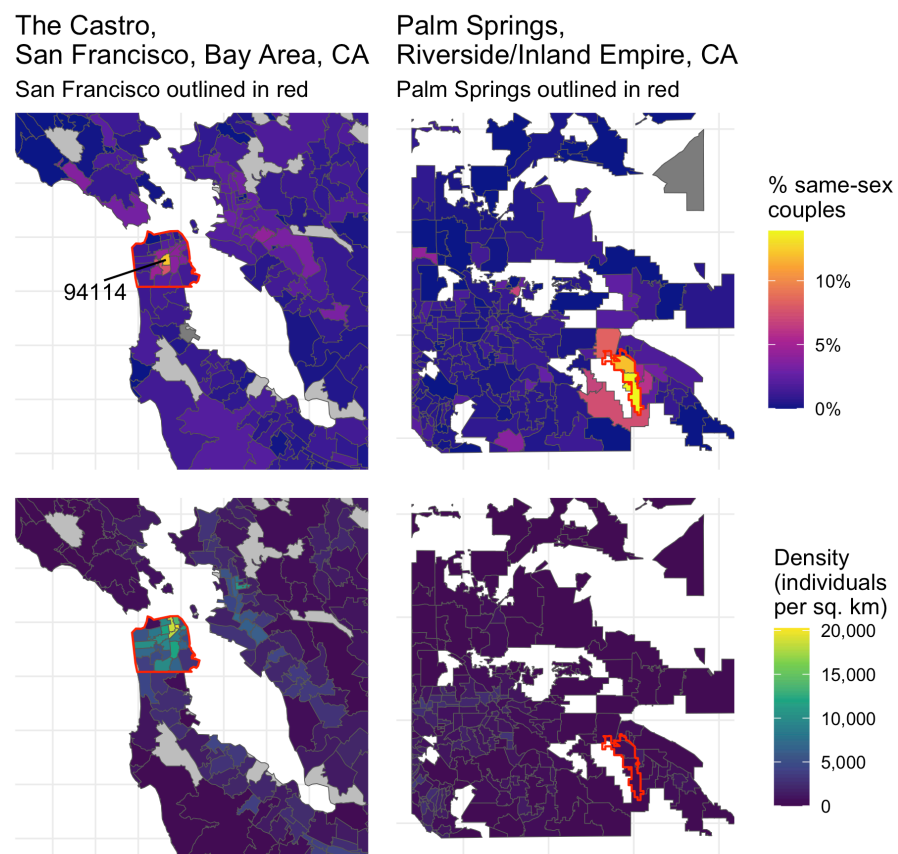 The Castro,
San Francisco, Bay Area, CA
San Francisco outlined in red
Palm Springs,
Riverside/Inland Empire, CA
Palm Springs outlined in red
94114
% same-sex
couples
10%
5%
0%
Density
(individuals
per sq. km)
20,000
15,000
10,000
5,000
0